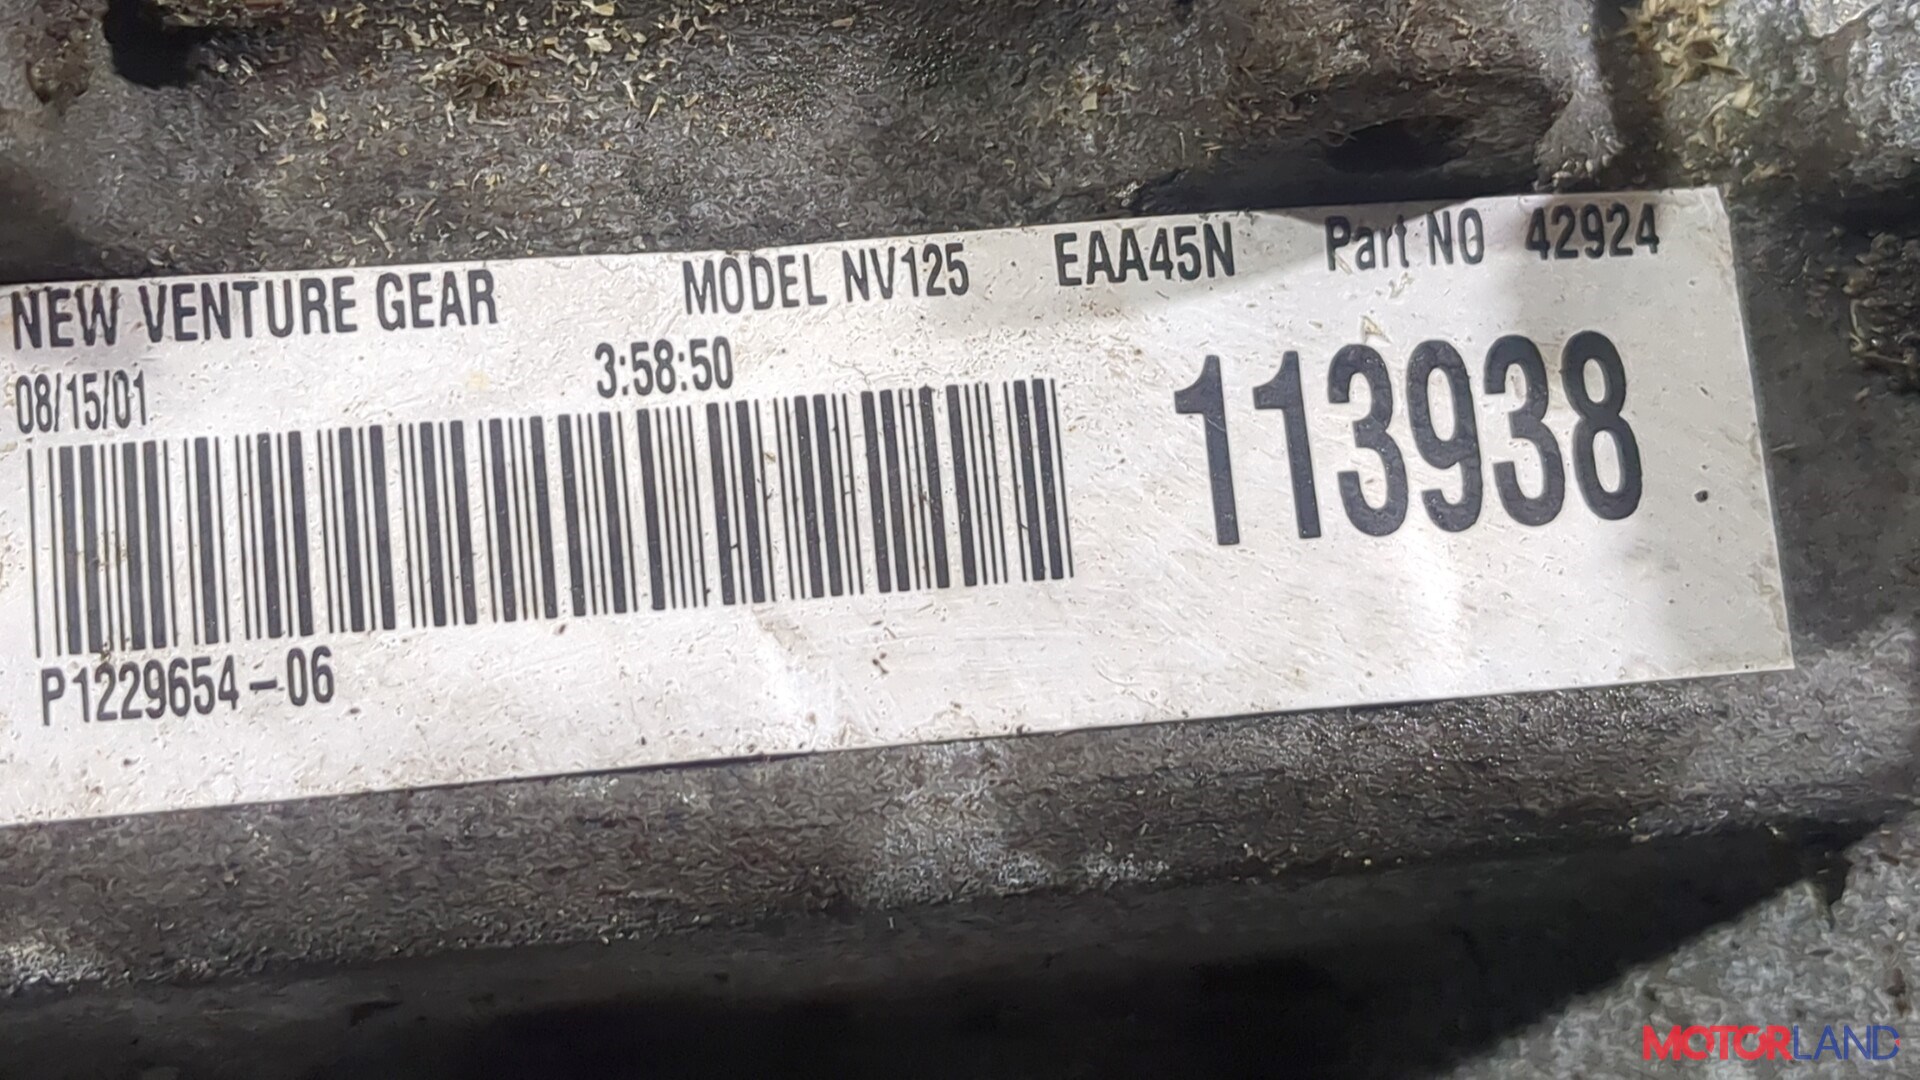 NEW VENTURE GEAR MODEL NV125 EAA45N Part NO 42924
08/15/01 3:58:50
113938
P1229654-06
MOTORLAND